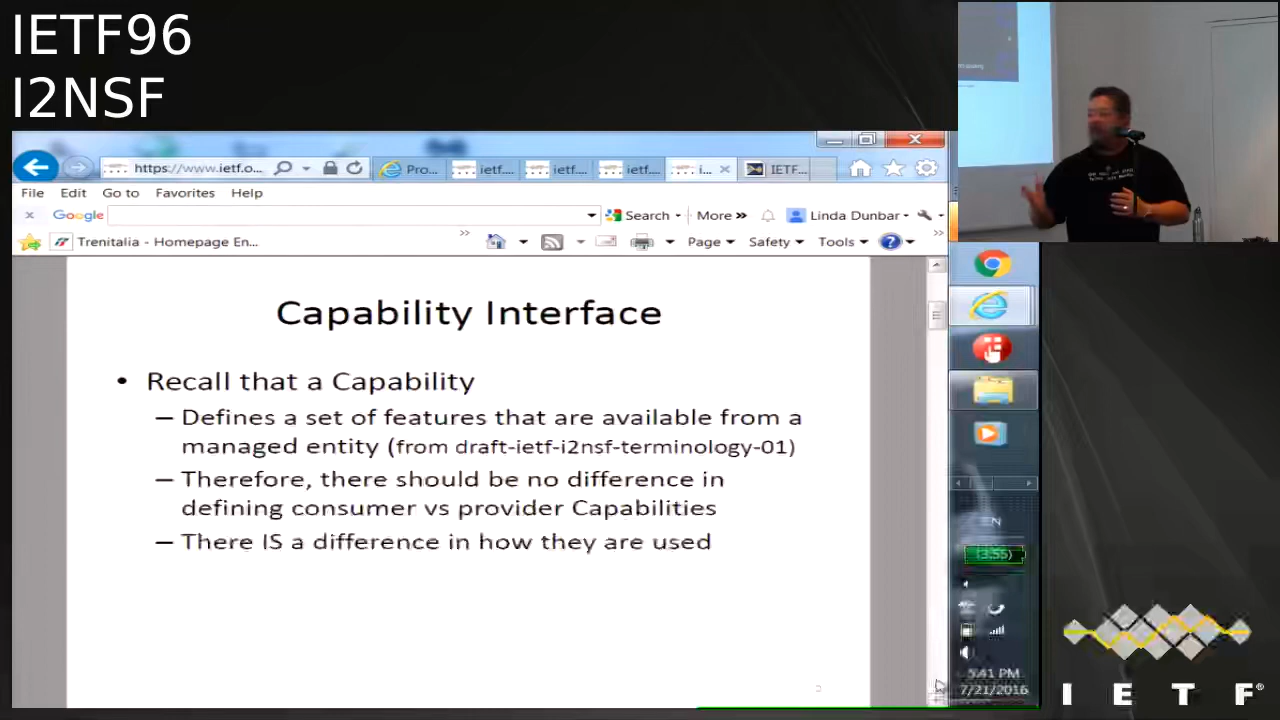 IETF96
I2NSF
https://www.ietf.o...
Pro...
ietf....
ietf....
ietf....
i...
IETF...
File Edit Go to Favorites Help
x Google Search More » Linda Dunbar
Trenitalia - Homepage En...
» Page Safety Tools »
Capability Interface
• Recall that a Capability
– Defines a set of features that are available from a
managed entity (from draft-ietf-i2nsf-terminology-01)
– Therefore, there should be no difference in
defining consumer vs provider Capabilities
– There IS a difference in how they are used
(3:55)
5:41 PM
7/21/2016
I E T F®